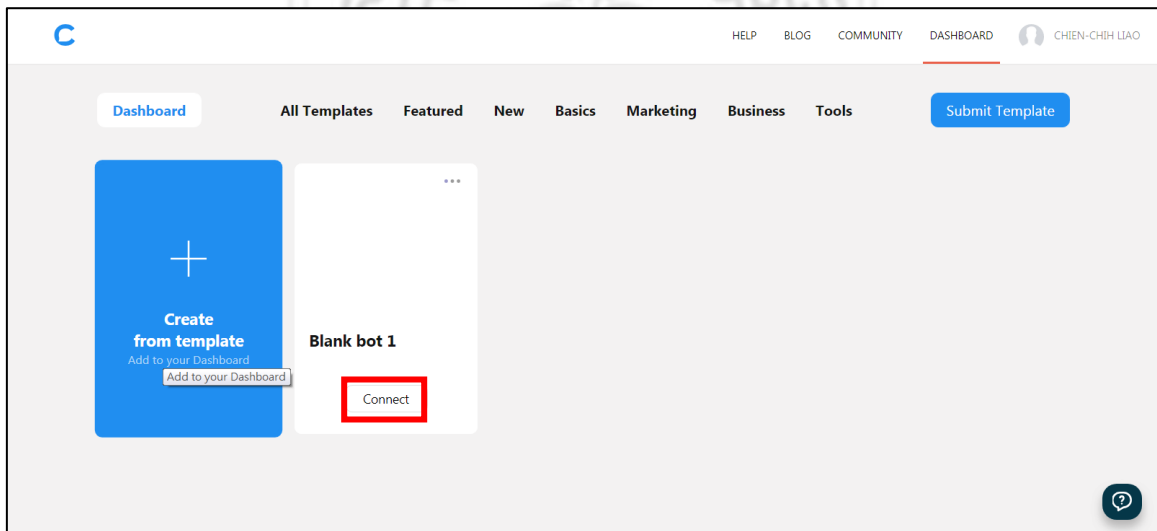 HELP BLOG COMMUNITY DASHBOARD CHIEN-CHIH LIAO
Dashboard All Templates Featured New Basics Marketing Business Tools Submit Template
Create
from template
Add to your Dashboard
Add to your Dashboard
Blank bot 1
Connect